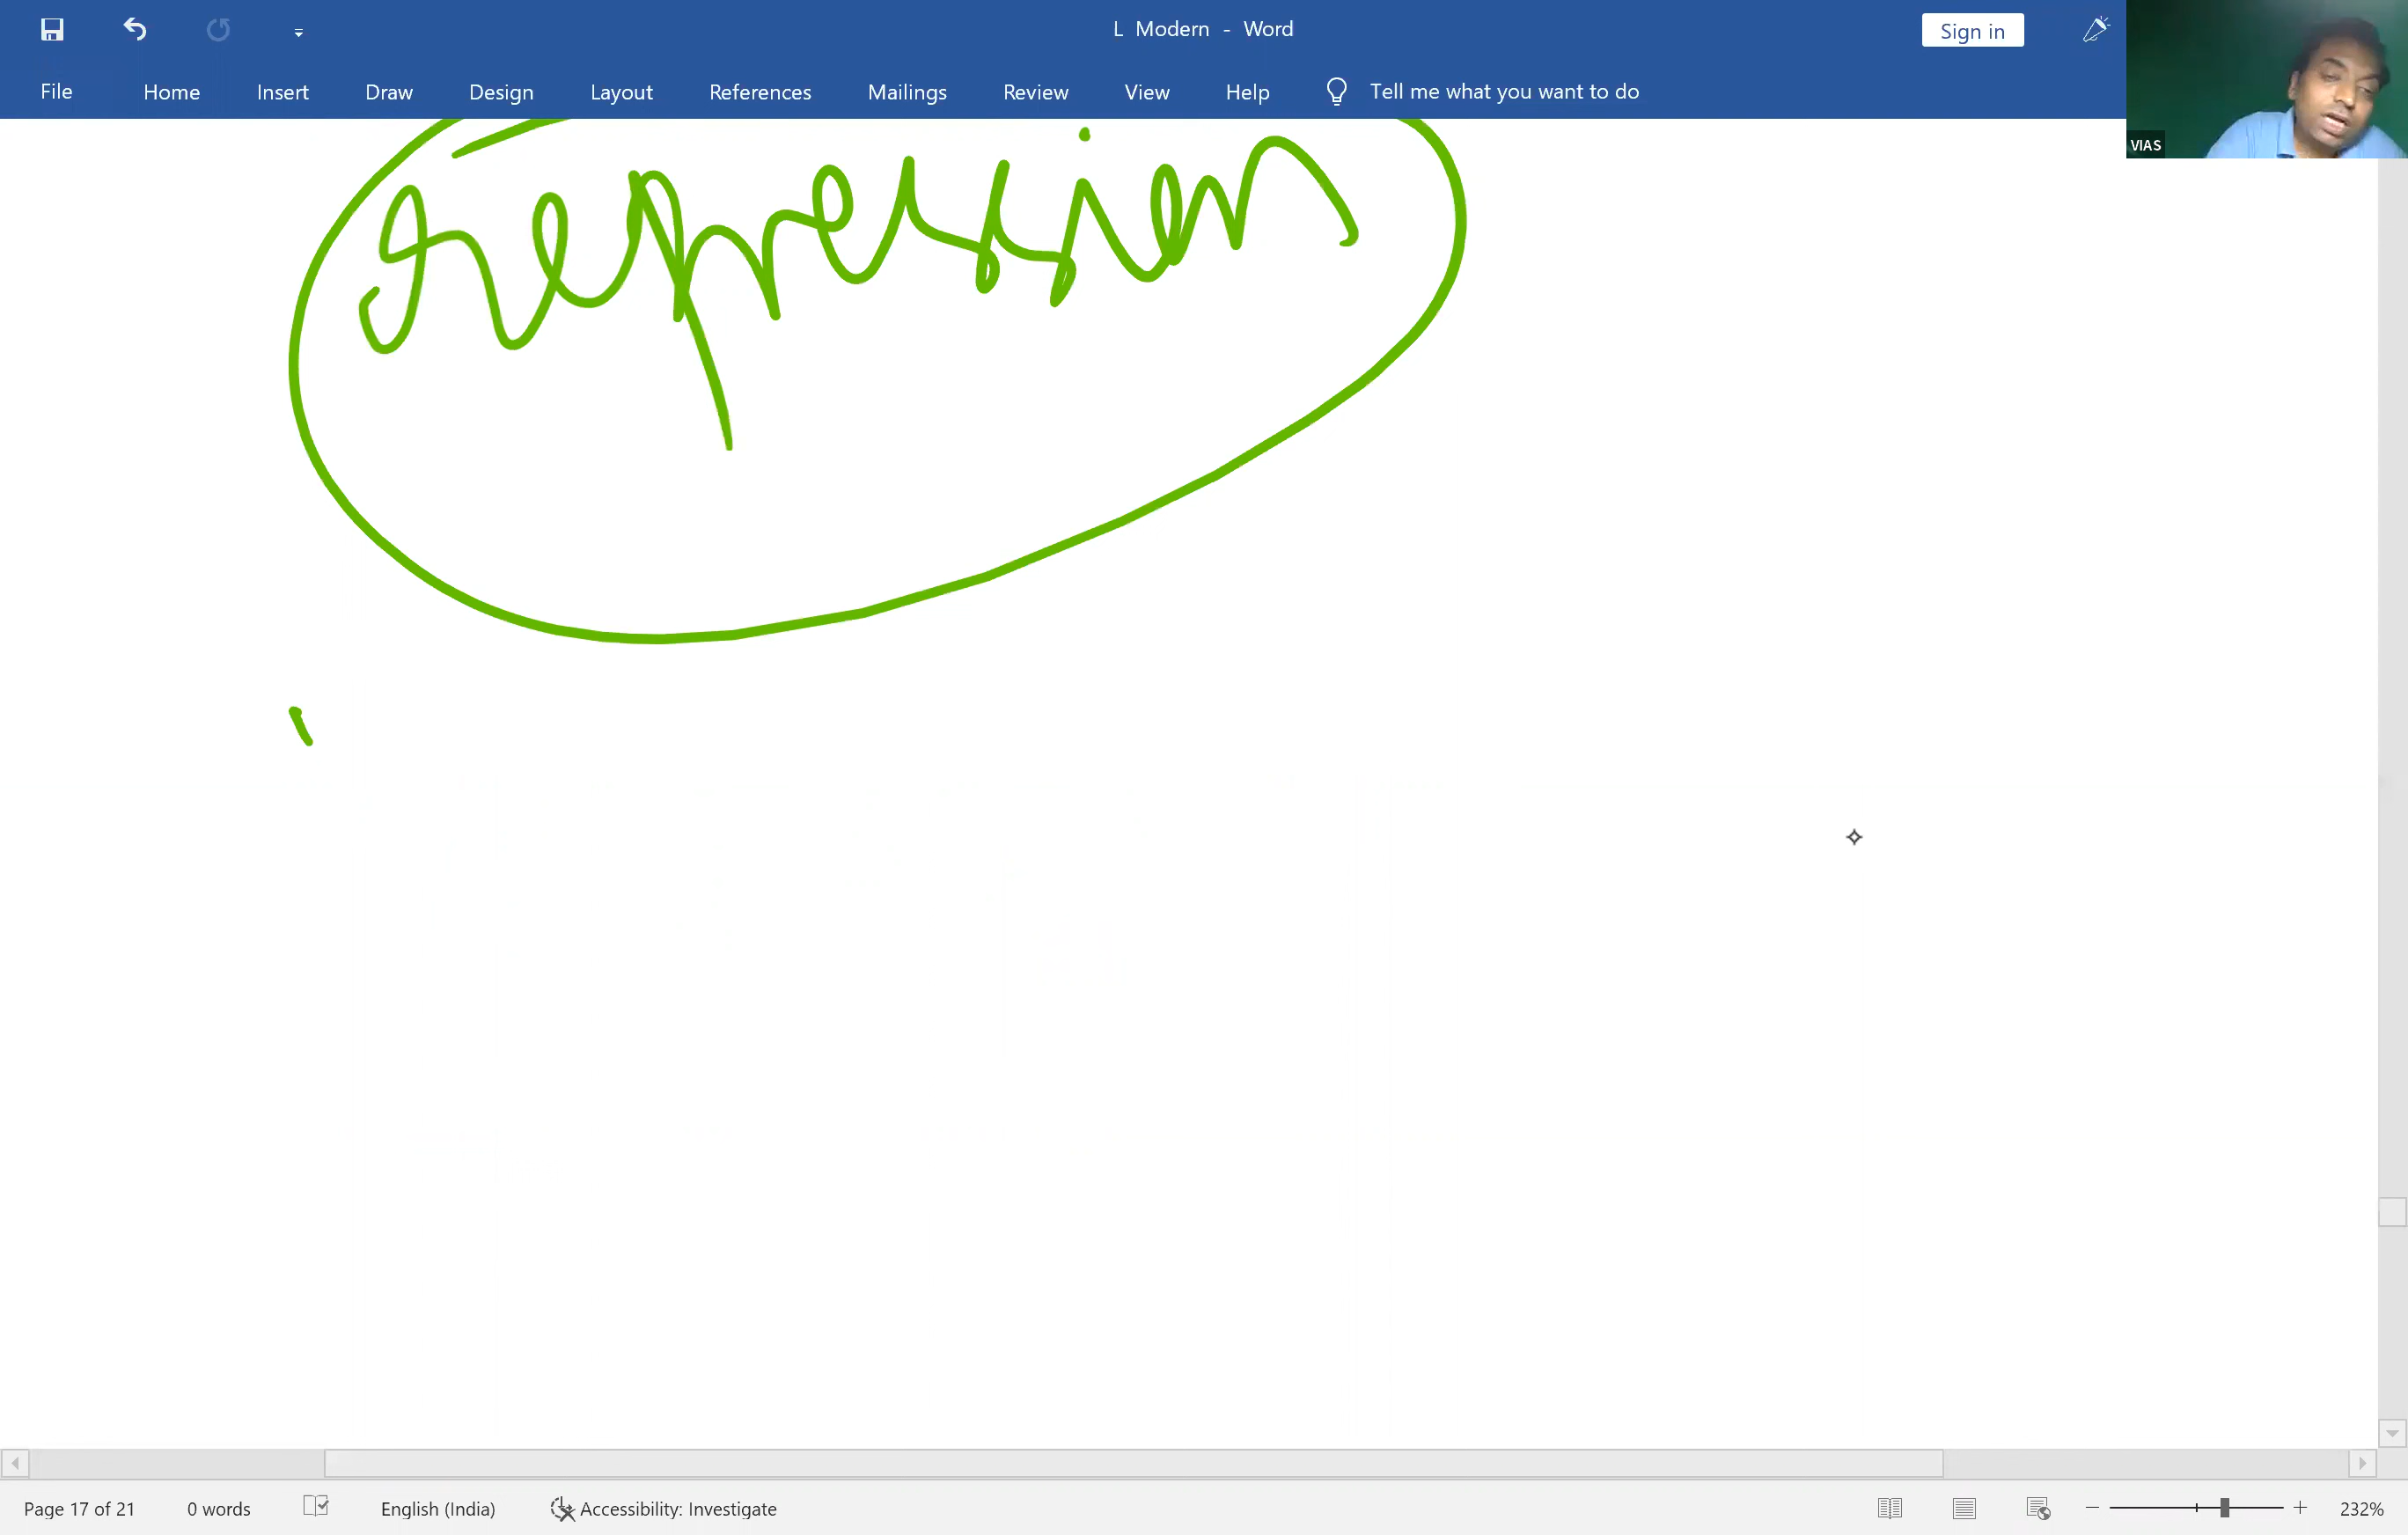 L Modern - Word
Sign in
File Home Insert Draw Design Layout References Mailings Review View Help Tell me what you want to do
VIAS
repression
Page 17 of 21 0 words English (India) Accessibility: Investigate 232%